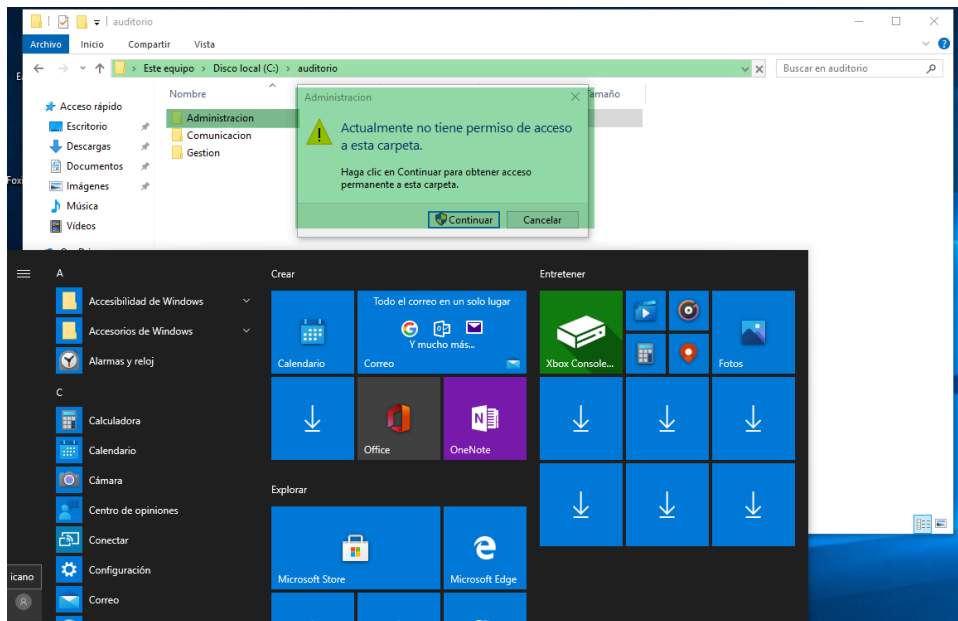 auditorio
Archivo Inicio Compartir Vista
Este equipo > Disco local (C:) > auditorio
Buscar en auditorio
Nombre
Acceso rápido
Escritorio
Descargas
Documentos
Imágenes
Música
Vídeos
Administracion
Comunicacion
Gestion
Administracion
Actualmente no tiene permiso de acceso
a esta carpeta.
Haga clic en Continuar para obtener acceso
permanente a esta carpeta.
Continuar Cancelar
A
Accesibilidad de Windows
Accesorios de Windows
Alarmas y reloj
C
Calculadora
Calendario
Cámara
Centro de opiniones
Conectar
Configuración
Correo
icano
Crear
Calendario
Todo el correo en un solo lugar
Y mucho más...
Correo
Office
OneNote
Explorar
Microsoft Store
Microsoft Edge
Entretener
Xbox Console...
Fotos